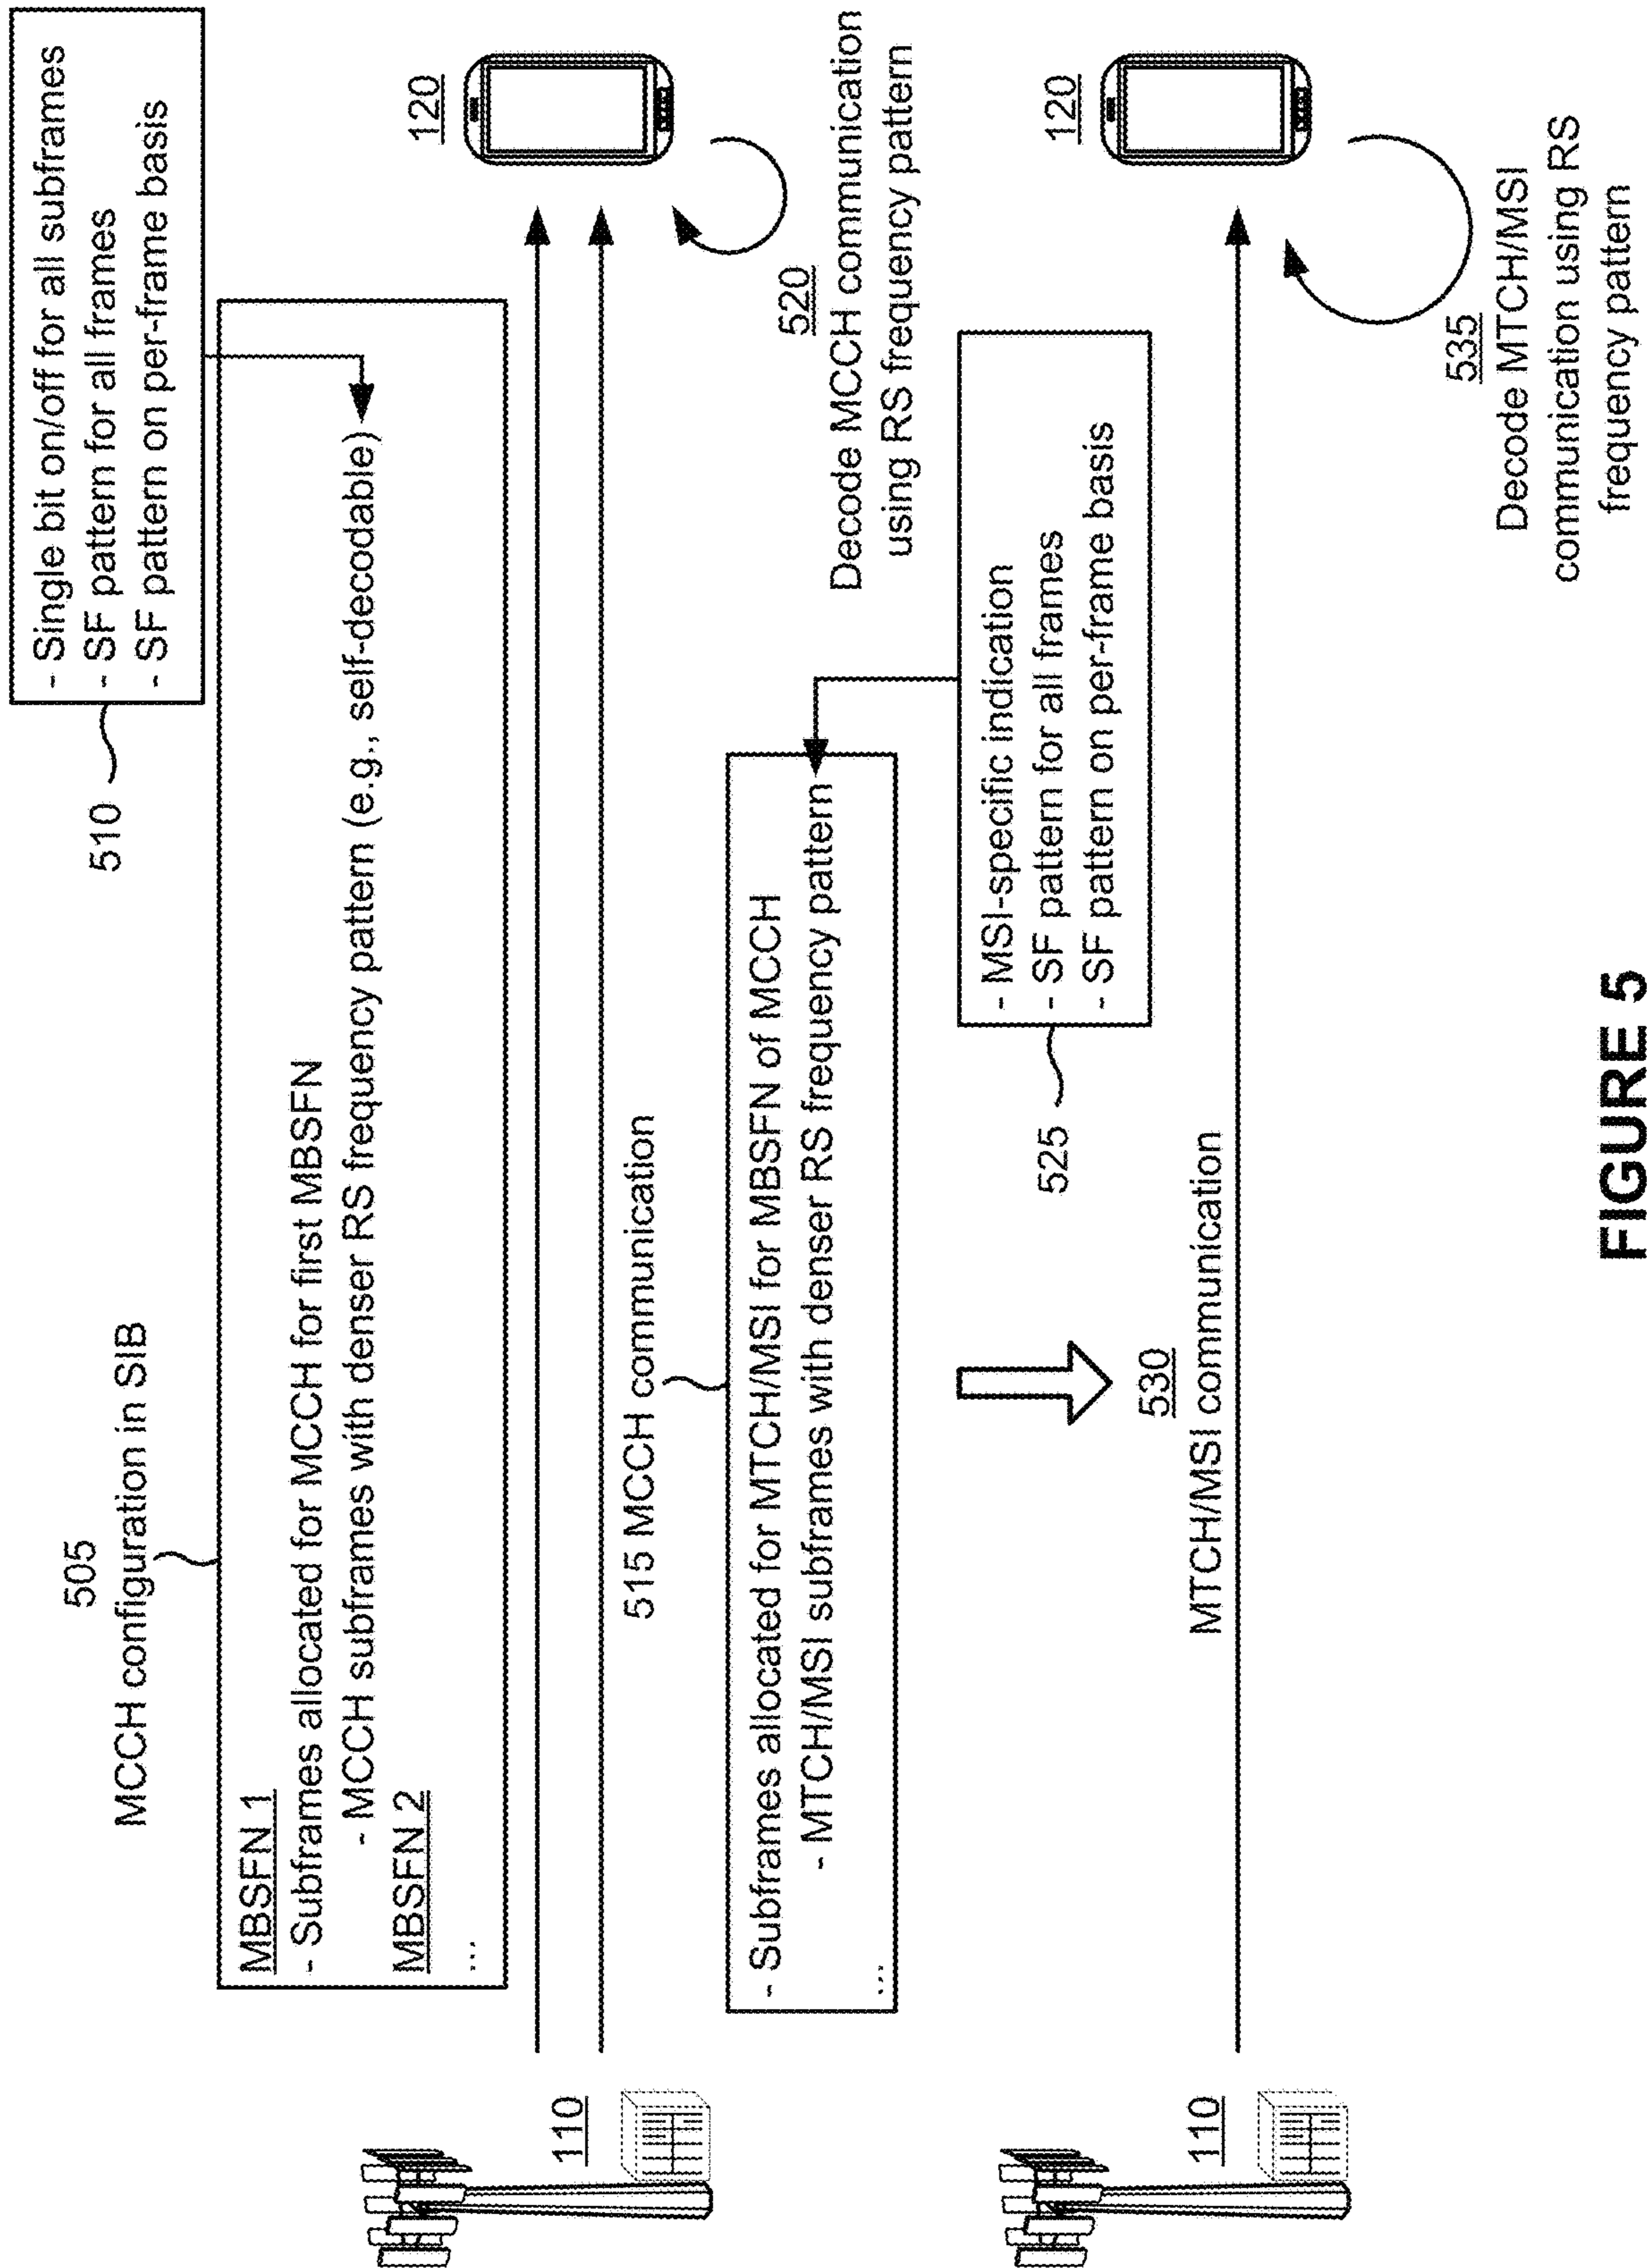 505
MCCH configuration in SIB
510
- Single bit on/off for all subframes
- SF pattern for all frames
- SF pattern on per-frame basis
MBSFN 1
- Subframes allocated for MCCH for first MBSFN
- MCCH subframes with denser RS frequency pattern (e.g., self-decodable)
MBSFN 2
...
110
120
515 MCCH communication
520
Decode MCCH communication
using RS frequency pattern
- Subframes allocated for MTCH/MSI for MBSFN of MCCH
- MTCH/MSI subframes with denser RS frequency pattern
...
525
- MSI-specific indication
- SF pattern for all frames
- SF pattern on per-frame basis
530
MTCH/MSI communication
110
120
535
Decode MTCH/MSI
communication using RS
frequency pattern
FIGURE 5